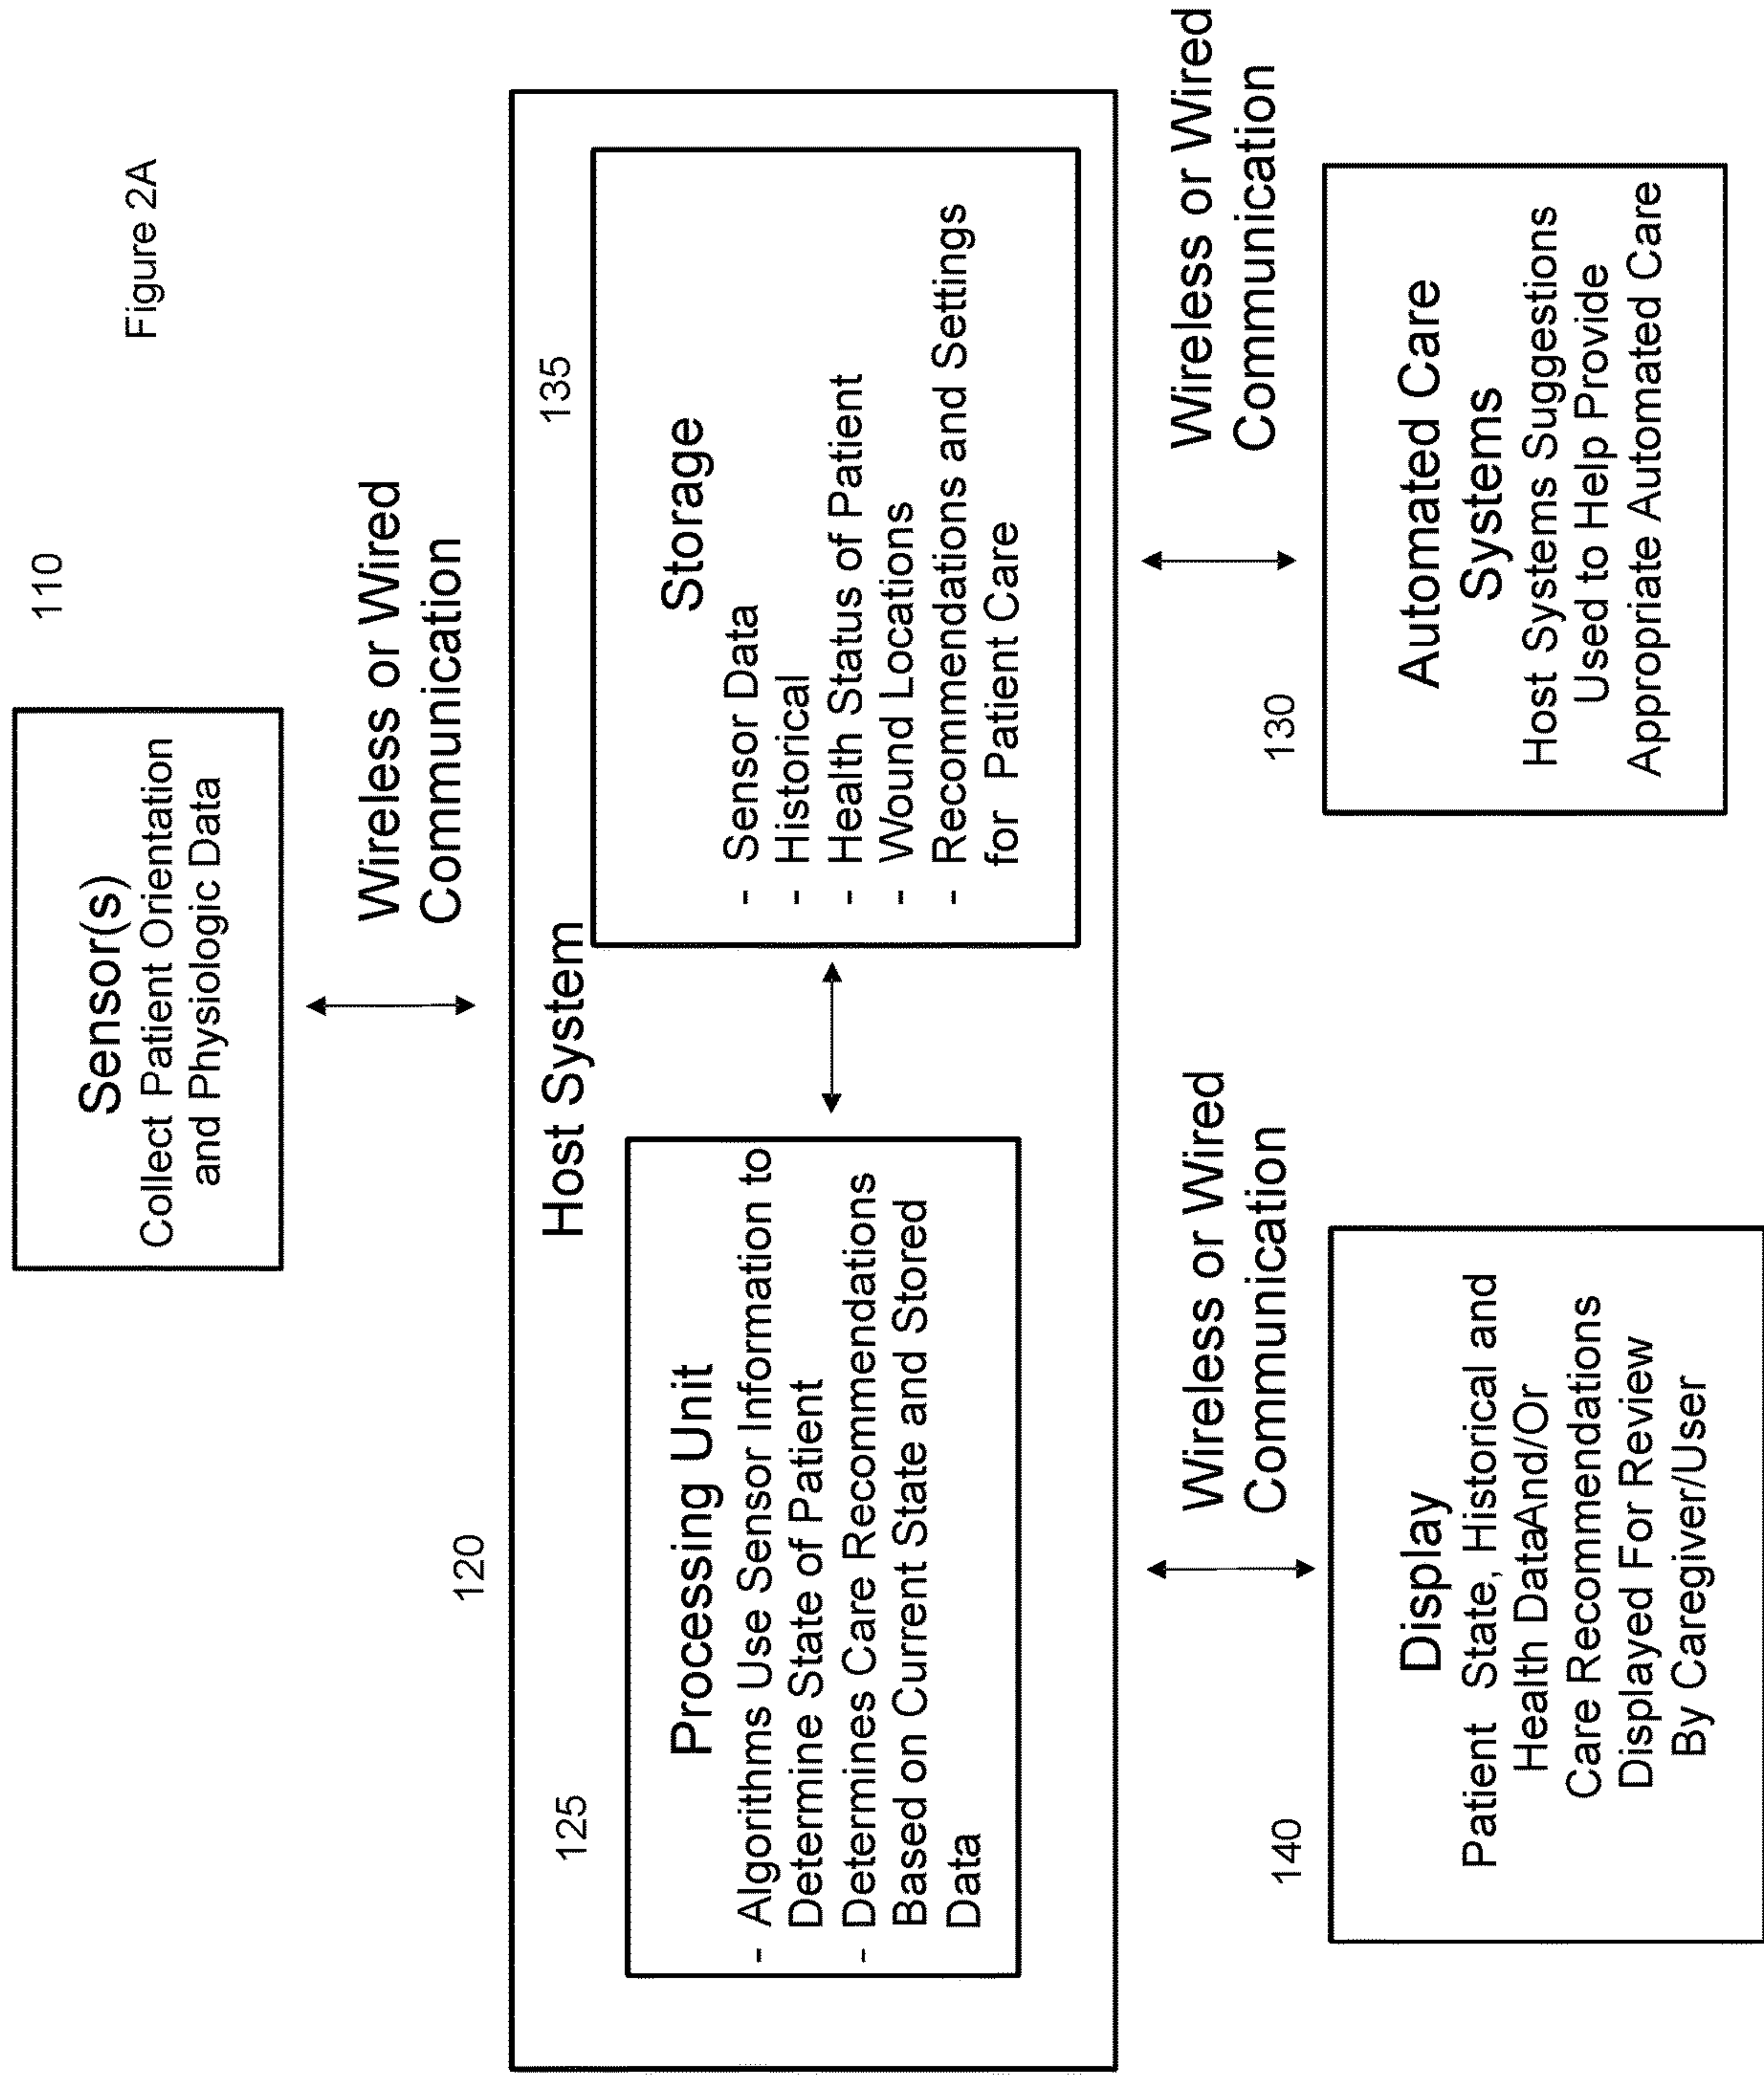 Figure 2A
110
Sensor(s)
Collect Patient Orientation
and Physiologic Data
Wireless or Wired
Communication
120
Host System
125
Processing Unit
- Algorithms Use Sensor Information to
Determine State of Patient
- Determines Care Recommendations
Based on Current State and Stored
Data
135
Storage
- Sensor Data
- Historical
- Health Status of Patient
- Wound Locations
- Recommendations and Settings
for Patient Care
Wireless or Wired
Communication
Wireless or Wired
Communication
140
Display
Patient State, Historical and
Health DataAnd/Or
Care Recommendations
Displayed For Review
By Caregiver/User
130
Automated Care
Systems
Host Systems Suggestions
Used to Help Provide
Appropriate Automated Care